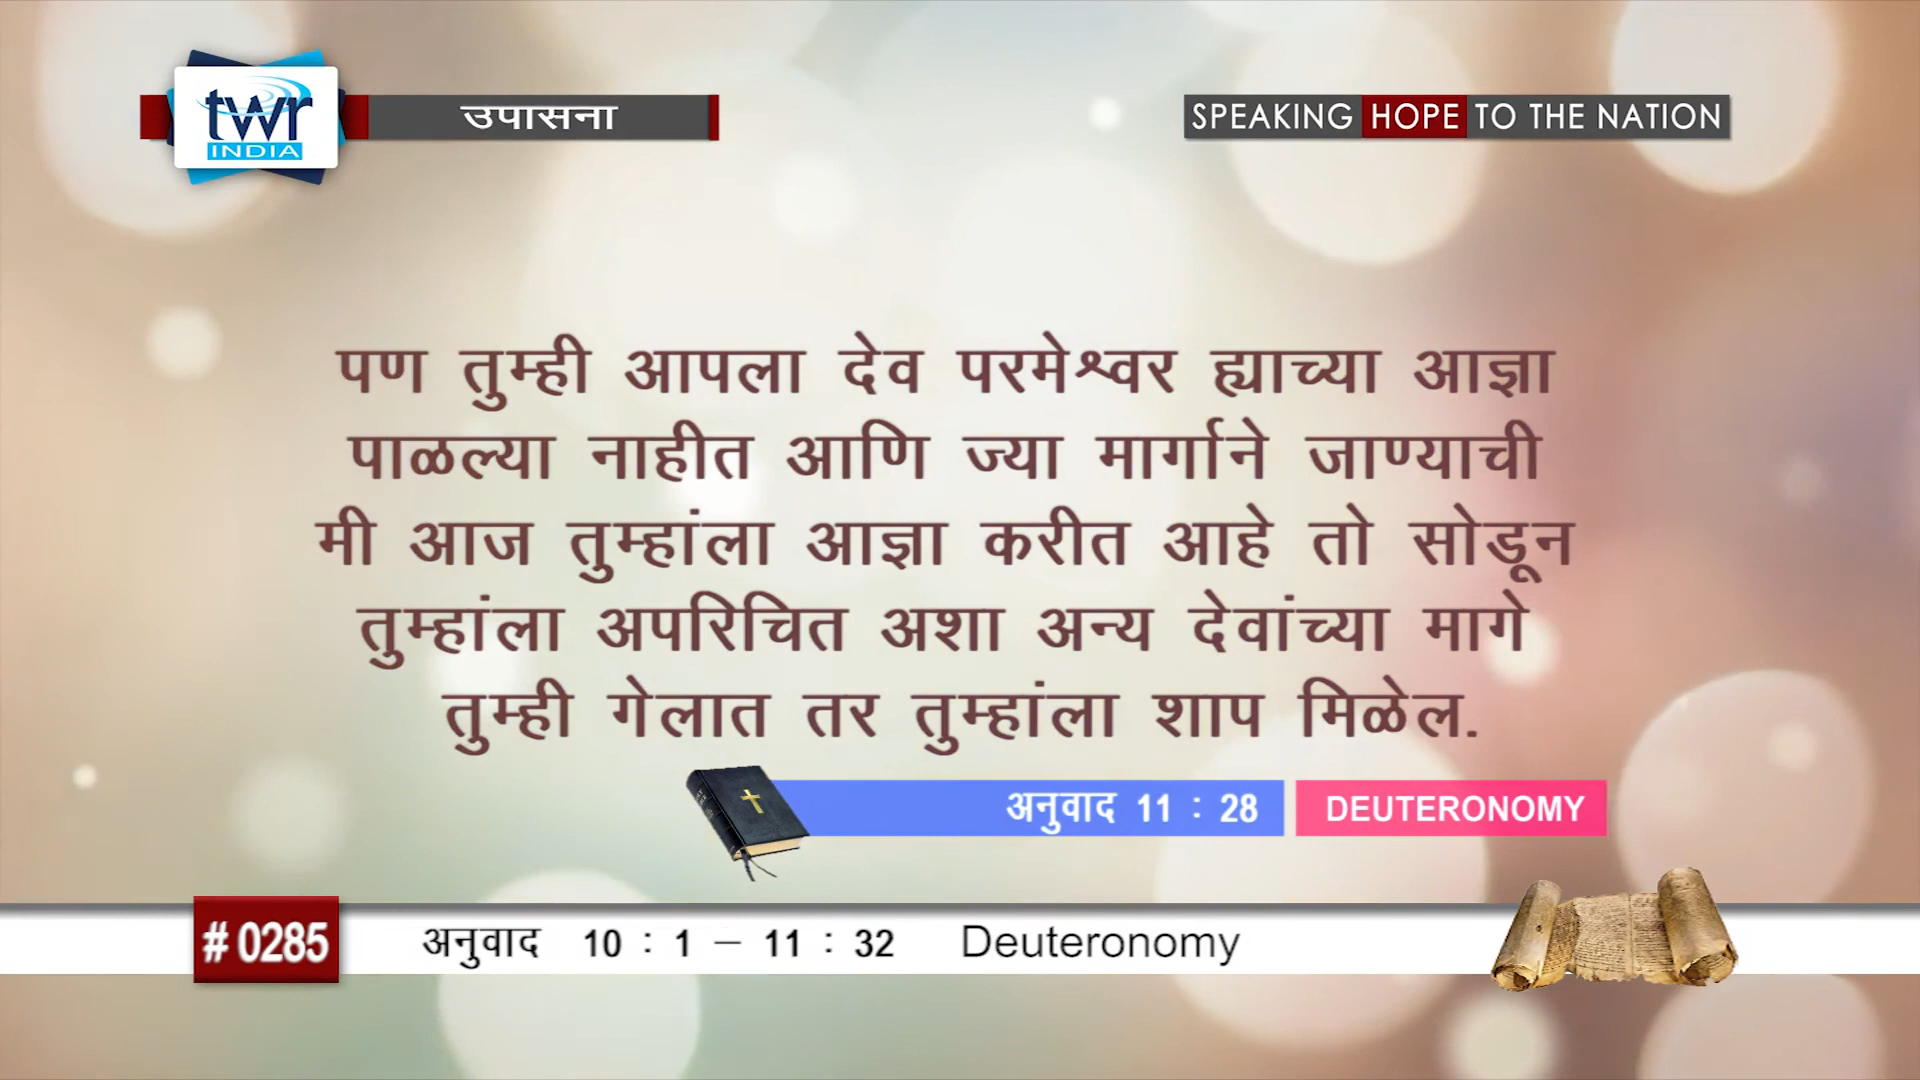 twr
INDIA
उपासना
SPEAKING HOPE TO THE NATION
पण तुम्ही आपला देव परमेश्वर ह्याच्या आज्ञा
पाळल्या नाहीत आणि ज्या मार्गाने जाण्याची
मी आज तुम्हांला आज्ञा करीत आहे तो सोडून
तुम्हांला अपरिचित अशा अन्य देवांच्या मागे
तुम्ही गेलात तर तुम्हांला शाप मिळेल.
अनुवाद 11 : 28 DEUTERONOMY
# 0285 अनुवाद 10 : 1 – 11 : 32 Deuteronomy